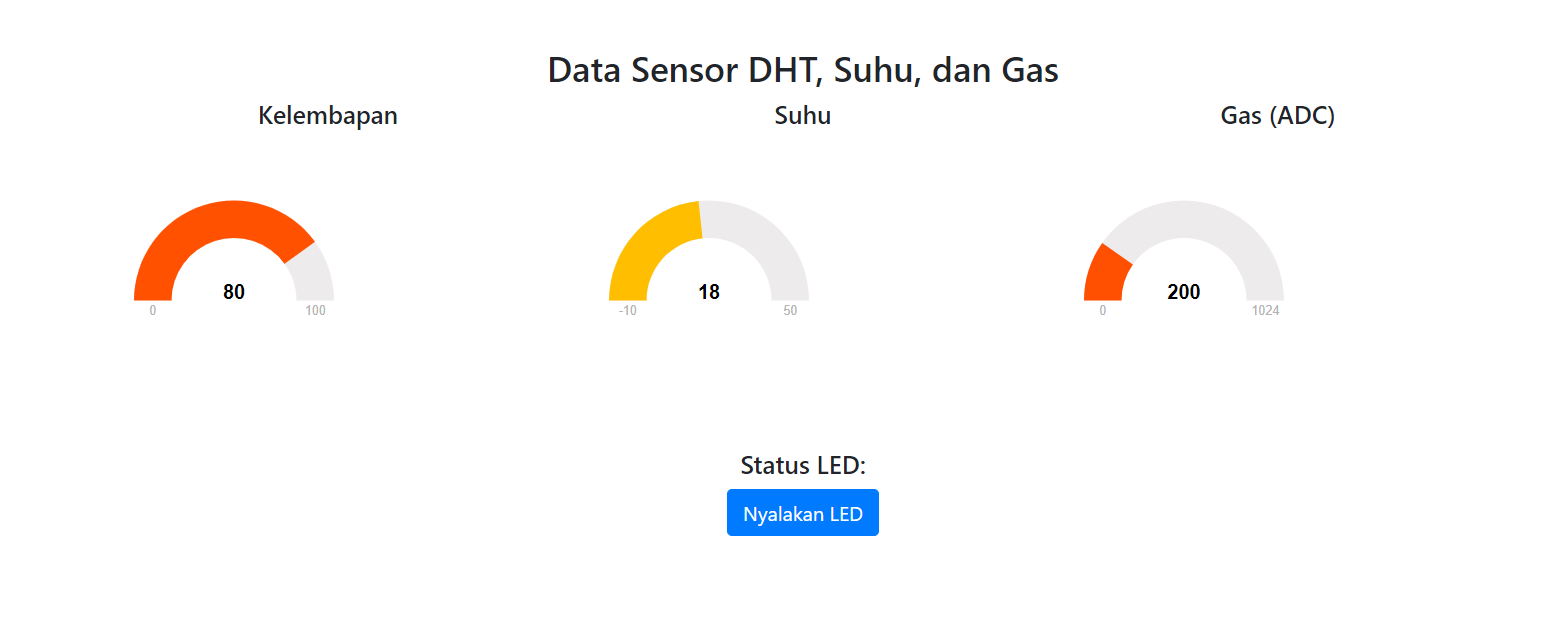 Data Sensor DHT, Suhu, dan Gas
Kelembapan
Suhu
Gas (ADC)
80
0
100
18
-10
50
200
0
1024
Status LED:
Nyalakan LED